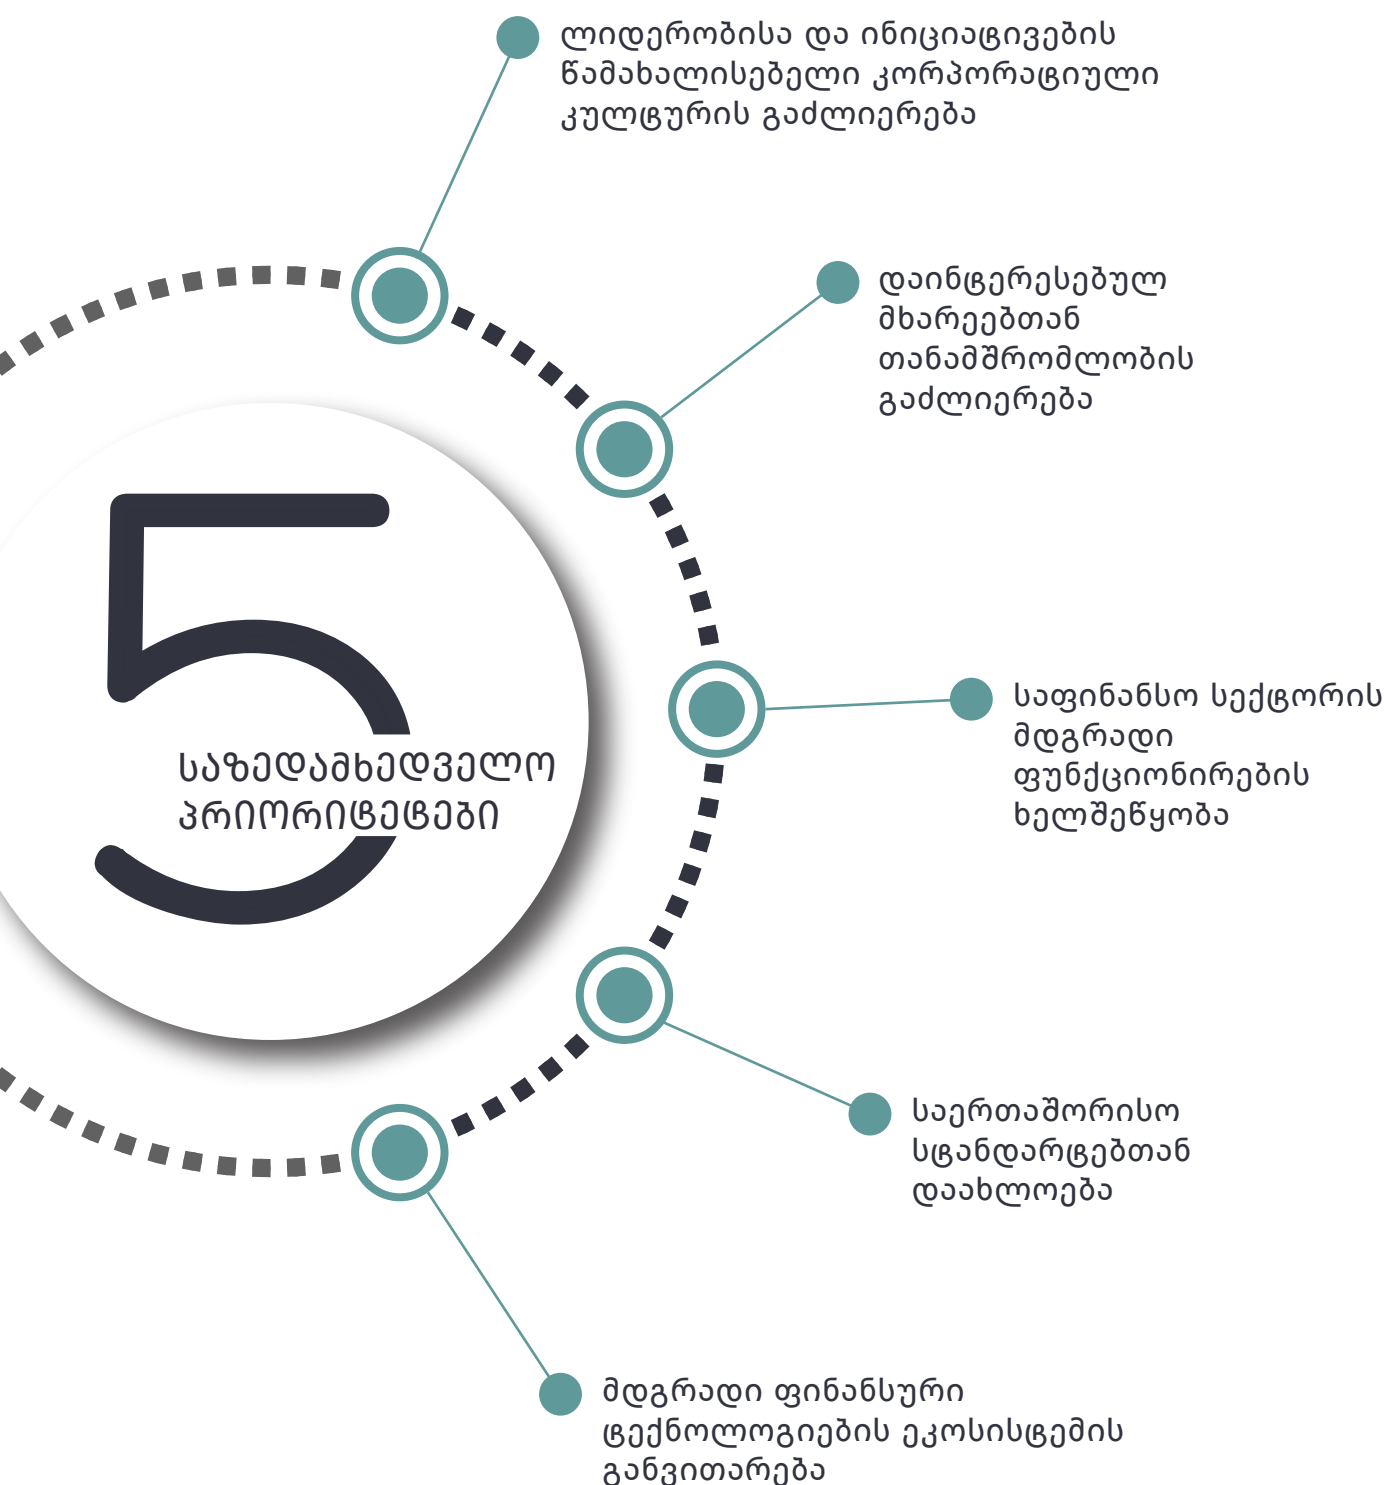 ლიდერობისა და ინიციატივების
წამახალისებელი კორპორატიული
კულტურის გაძლიერება
დაინტერესებულ
მხარეებთან
თანამშრომლობის
გაძლიერება
5
საზედამხედველო
პრიორიტეტები
საფინანსო სექტორის
მდგრადი
ფუნქციონირების
ხელშეწყობა
საერთაშორისო
სტანდარტებთან
დაახლოება
მდგრადი ფინანსური
ტექნოლოგიების ეკოსისტემის
განვითარება